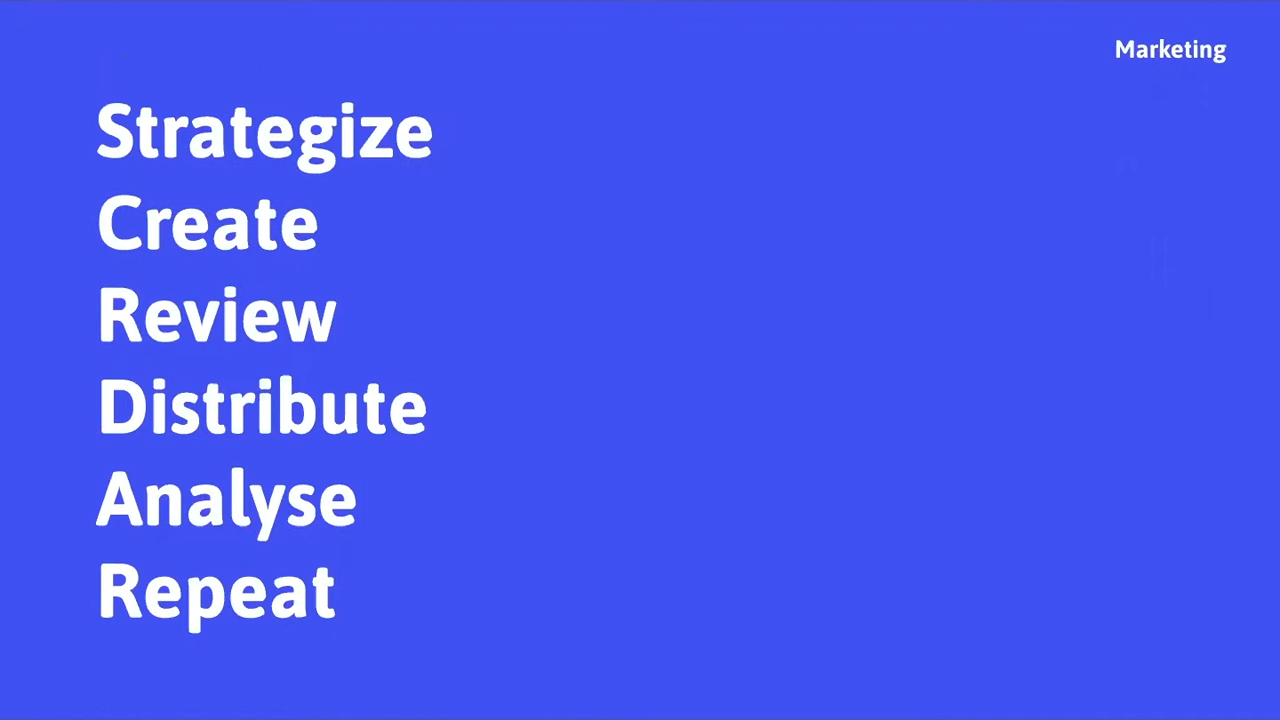 Marketing
Strategize
Create
Review
Distribute
Analyse
Repeat